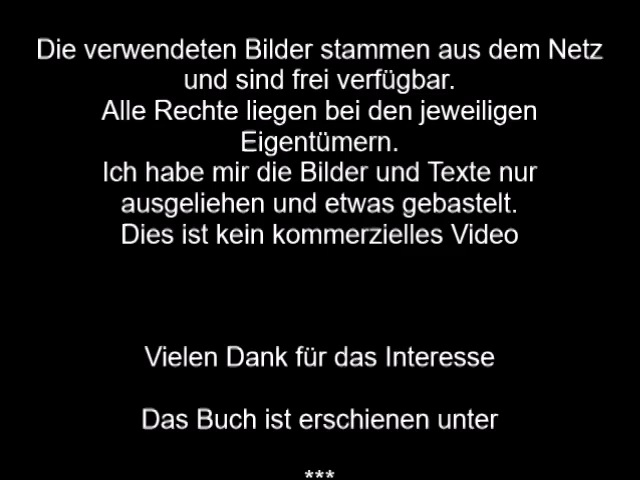 Die verwendeten Bilder stammen aus dem Netz
und sind frei verfügbar.
Alle Rechte liegen bei den jeweiligen
Eigentümern.
Ich habe mir die Bilder und Texte nur
ausgeliehen und etwas gebastelt.
Dies ist kein kommerzielles Video
Vielen Dank für das Interesse
Das Buch ist erschienen unter
***